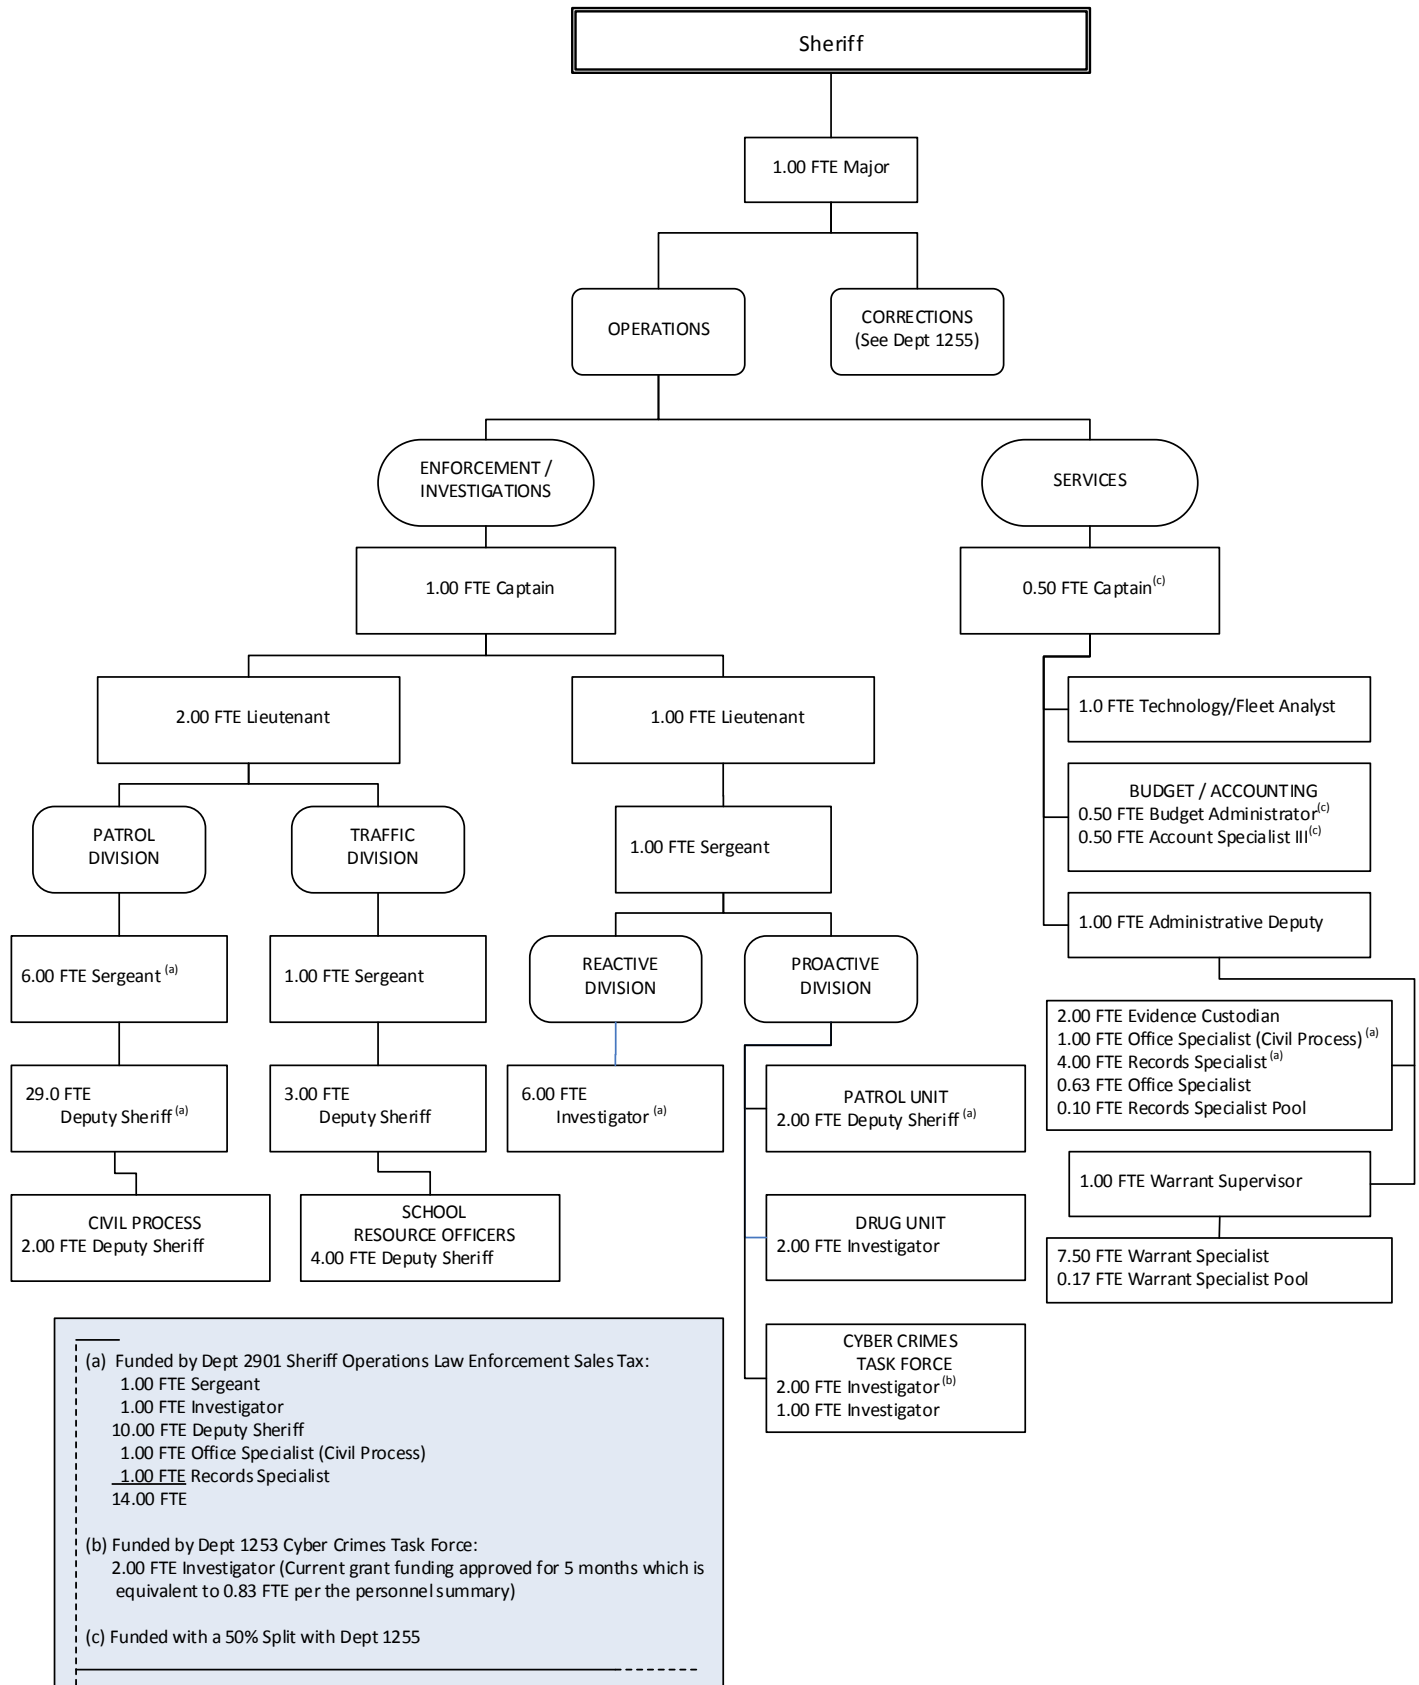 Sheriff
1.00 FTE Major
OPERATIONS
CORRECTIONS
(See Dept 1255)
ENFORCEMENT /
INVESTIGATIONS
SERVICES
1.00 FTE Captain
0.50 FTE Captain(c)
2.00 FTE Lieutenant
1.00 FTE Lieutenant
1.0 FTE Technology/Fleet Analyst
BUDGET / ACCOUNTING
0.50 FTE Budget Administrator(c)
0.50 FTE Account Specialist III(c)
PATROL
DIVISION
TRAFFIC
DIVISION
1.00 FTE Sergeant
1.00 FTE Administrative Deputy
6.00 FTE Sergeant (a)
1.00 FTE Sergeant
REACTIVE
DIVISION
PROACTIVE
DIVISION
2.00 FTE Evidence Custodian
1.00 FTE Office Specialist (Civil Process) (a)
4.00 FTE Records Specialist (a)
0.63 FTE Office Specialist
0.10 FTE Records Specialist Pool
29.0 FTE
Deputy Sheriff (a)
3.00 FTE
Deputy Sheriff
6.00 FTE
Investigator (a)
PATROL UNIT
2.00 FTE Deputy Sheriff (a)
1.00 FTE Warrant Supervisor
CIVIL PROCESS
2.00 FTE Deputy Sheriff
SCHOOL
RESOURCE OFFICERS
4.00 FTE Deputy Sheriff
DRUG UNIT
2.00 FTE Investigator
7.50 FTE Warrant Specialist
0.17 FTE Warrant Specialist Pool
CYBER CRIMES
TASK FORCE
2.00 FTE Investigator (b)
1.00 FTE Investigator
(a) Funded by Dept 2901 Sheriff Operations Law Enforcement Sales Tax:
1.00 FTE Sergeant
1.00 FTE Investigator
10.00 FTE Deputy Sheriff
1.00 FTE Office Specialist (Civil Process)
1.00 FTE Records Specialist
14.00 FTE
(b) Funded by Dept 1253 Cyber Crimes Task Force:
2.00 FTE Investigator (Current grant funding approved for 5 months which is
equivalent to 0.83 FTE per the personnel summary)
(c) Funded with a 50% Split with Dept 1255